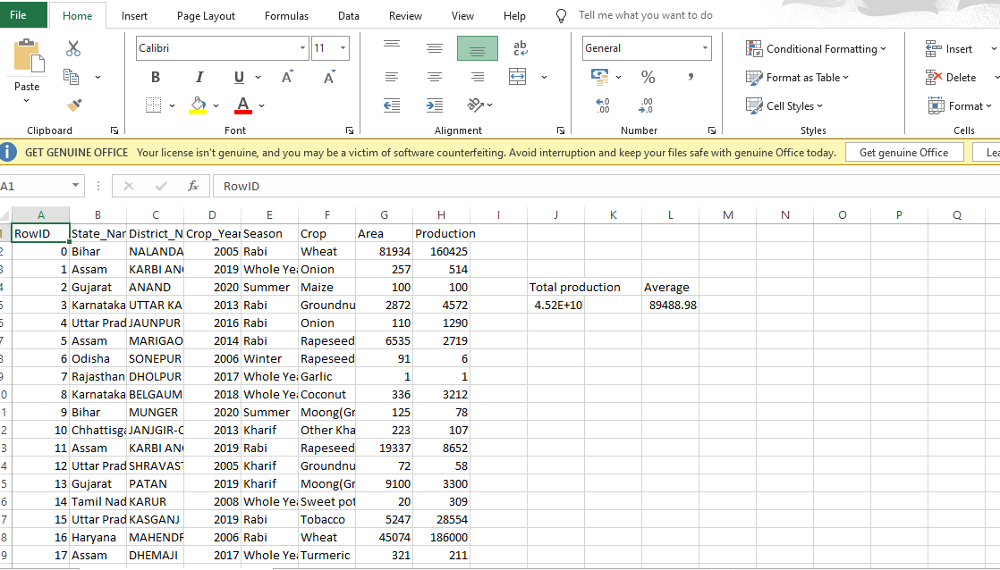 File Home Insert Page Layout Formulas Data Review View Help Tell me what you want to do
Calibri 11 ab General Conditional Formatting Insert
Paste B I U A A c % , Format as Table Delete
A .00 .0 Cell Styles Format
Clipboard Font Alignment Number Styles Cells
GET GENUINE OFFICE Your license isn't genuine, and you may be a victim of software counterfeiting. Avoid interruption and keep your files safe with genuine Office today. Get genuine Office Lea
A1 fx RowID
A B C D E F G H I J K L M N O P Q
1 RowID State_Nar District_N Crop_Year Season Crop Area Production
2 0 Bihar NALANDA 2005 Rabi Wheat 81934 160425
3 1 Assam KARBI AN 2019 Whole Yea Onion 257 514
4 2 Gujarat ANAND 2020 Summer Maize 100 100 Total production Average
5 3 Karnataka UTTAR KA 2013 Rabi Groundnu 2872 4572 4.52E+10 89488.98
6 4 Uttar Prad JAUNPUR 2016 Rabi Onion 110 1290
7 5 Assam MARIGAO 2014 Rabi Rapeseed 6535 2719
8 6 Odisha SONEPUR 2006 Winter Rapeseed 91 6
9 7 Rajasthan DHOLPUR 2017 Whole Yea Garlic 1 1
0 8 Karnataka BELGAUM 2018 Whole Yea Coconut 336 3212
1 9 Bihar MUNGER 2020 Summer Moong(Gr 125 78
2 10 Chhattisga JANJGIR-C 2013 Kharif Other Kha 223 107
3 11 Assam KARBI AN 2019 Rabi Rapeseed 19337 8652
4 12 Uttar Prad SHRAVAST 2005 Kharif Groundnu 72 58
5 13 Gujarat PATAN 2019 Kharif Moong(Gr 9100 3300
6 14 Tamil Nad KARUR 2008 Whole Yea Sweet pot 20 309
7 15 Uttar Prad KASGANJ 2019 Rabi Tobacco 5247 28554
8 16 Haryana MAHENDR 2006 Rabi Wheat 45074 186000
9 17 Assam DHEMAJI 2017 Whole Yea Turmeric 321 211